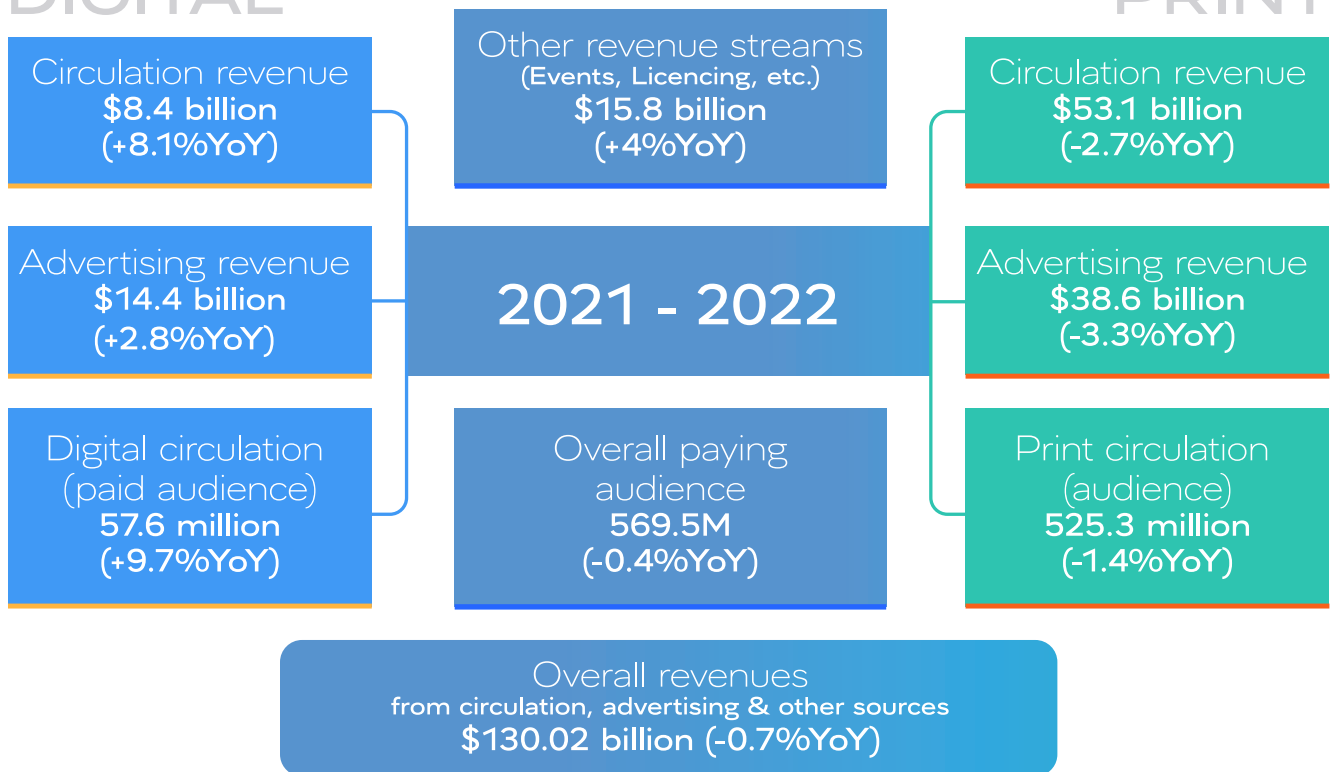 DIGITAL
PRINT
Circulation revenue
$8.4 billion
(+8.1%YoY)
Other revenue streams
(Events, Licencing, etc.)
$15.8 billion
(+4%YoY)
Circulation revenue
$53.1 billion
(-2.7%YoY)
Advertising revenue
$14.4 billion
(+2.8%YoY)
2021 - 2022
Advertising revenue
$38.6 billion
(-3.3%YoY)
Digital circulation
(paid audience)
57.6 million
(+9.7%YoY)
Overall paying
audience
569.5M
(-0.4%YoY)
Print circulation
(audience)
525.3 million
(-1.4%YoY)
Overall revenues
from circulation, advertising & other sources
$130.02 billion (-0.7%YoY)